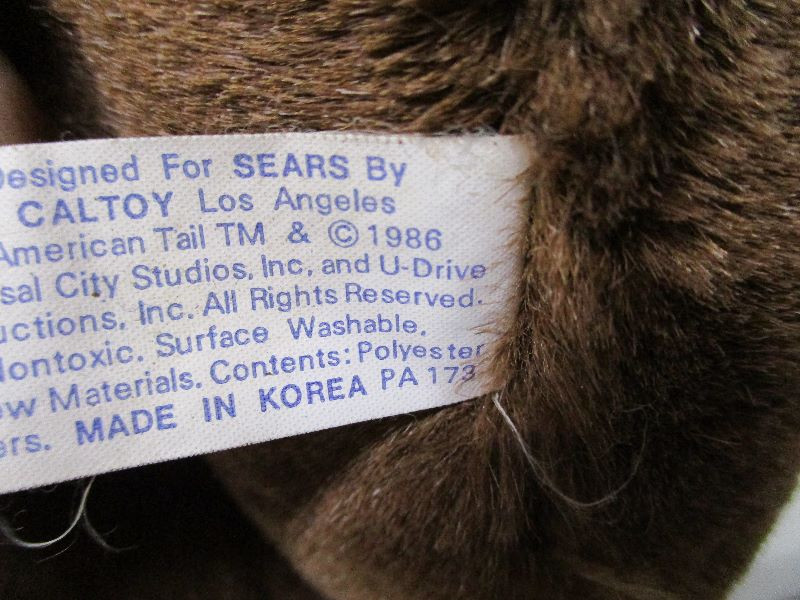 Designed For SEARS By
CALTOY Los Angeles
American Tail TM & © 1986
sal City Studios, Inc, and U-Drive
uctions, Inc. All Rights Reserved.
Nontoxic. Surface Washable.
ew Materials. Contents: Polyester
ers. MADE IN KOREA PA 173